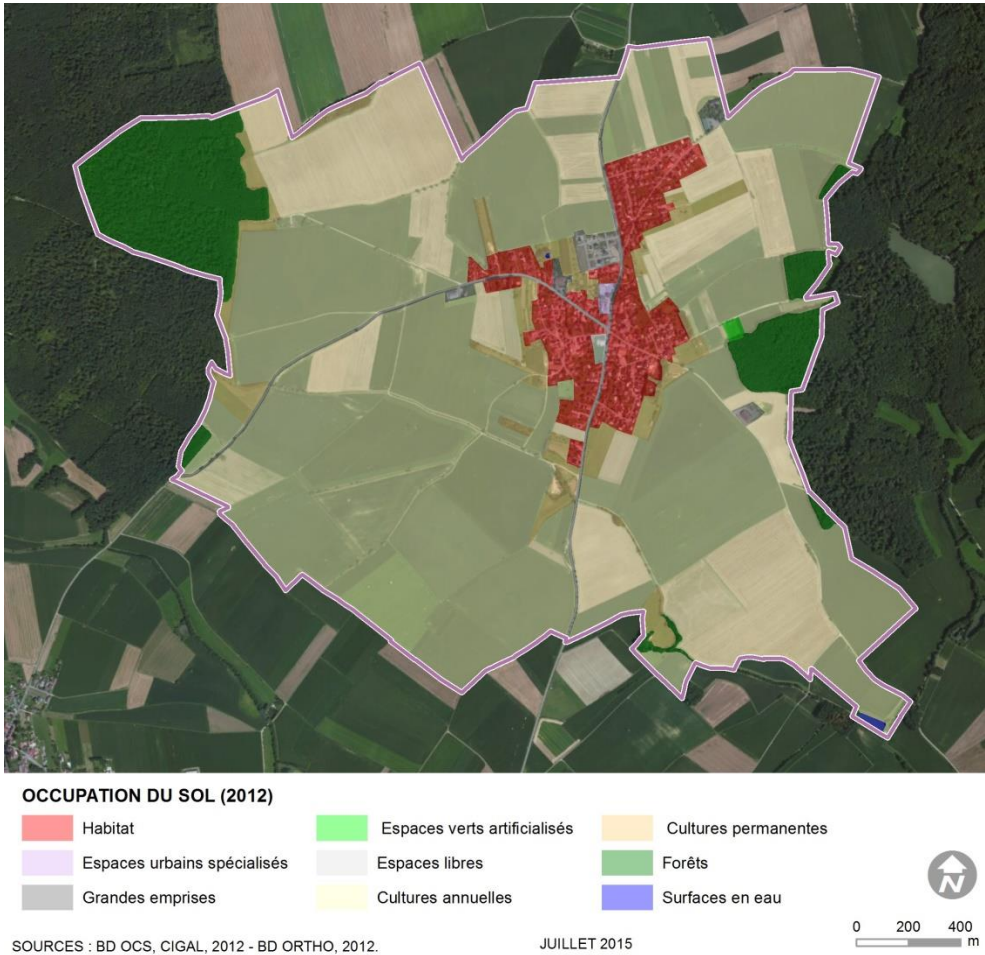 OCCUPATION DU SOL (2012)
Habitat
Espaces verts artificialisés
Cultures permanentes
Espaces urbains spécialisés
Espaces libres
Forêts
Grandes emprises
Cultures annuelles
Surfaces en eau
N
0 200 400
m
SOURCES : BD OCS, CIGAL, 2012 - BD ORTHO, 2012.
JUILLET 2015